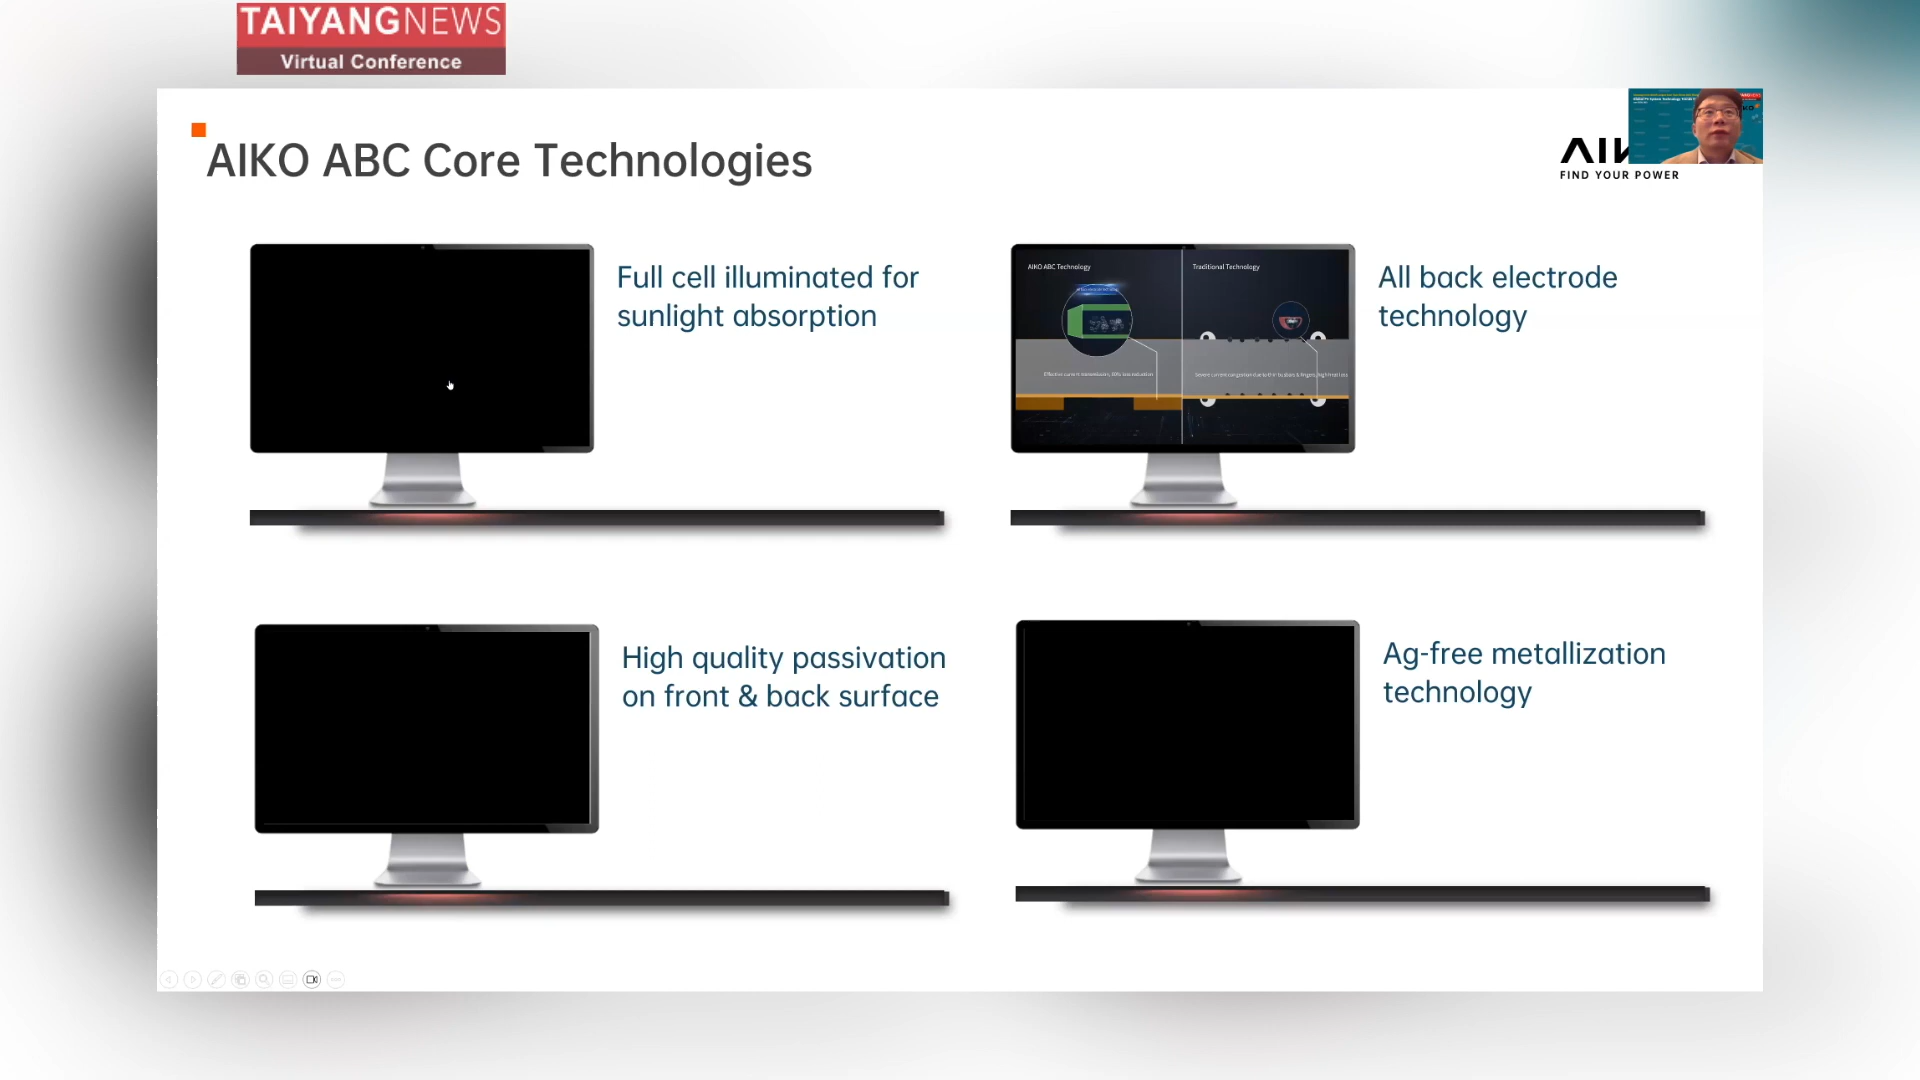 TAIYANGNEWS
Virtual Conference
AIKO ABC Core Technologies
FIND YOUR POWER
Full cell illuminated for
sunlight absorption
AIKO ABC Technology
Traditional Technology
All back electrode
technology
High quality passivation
on front & back surface
Ag-free metallization
technology